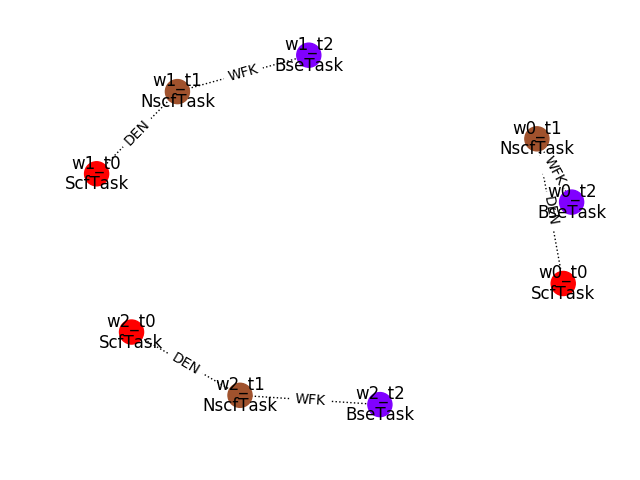 w1_t2
BseTask
WFK
w1_t1
NscfTask
DEN
w1_t0
ScfTask
w0_t1
NscfTask
WFK
w0_t2
BseTask
DEN
w0_t0
ScfTask
w2_t0
ScfTask
DEN
w2_t1
NscfTask
WFK
w2_t2
BseTask